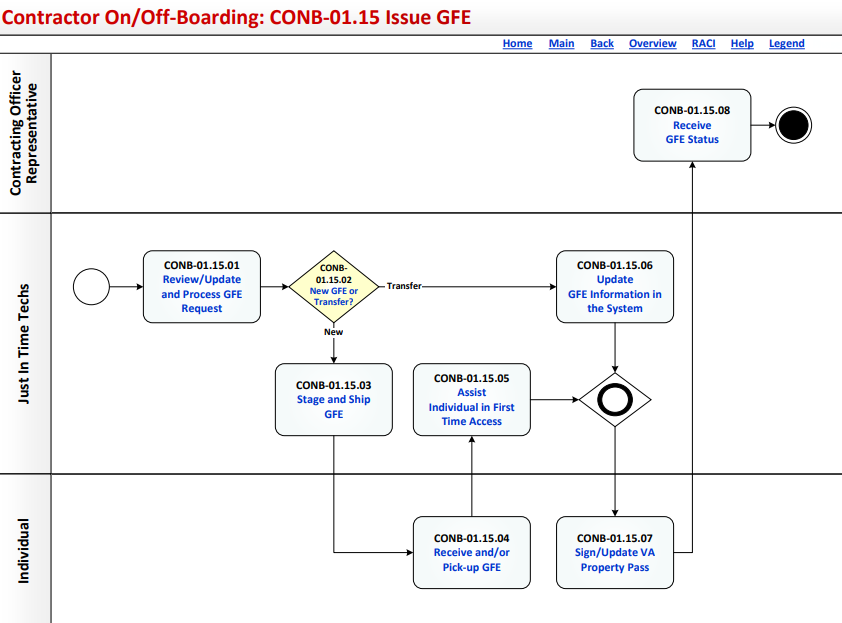 Contractor On/Off-Boarding: CONB-01.15 Issue GFE
Home Main Back Overview RACI Help Legend
Contracting Officer
Representative
CONB-01.15.08
Receive
GFE Status
Just In Time Techs
CONB-01.15.01
Review/Update
and Process GFE
Request
CONB-
01.15.02
New GFE or
Transfer?
Transfer
New
CONB-01.15.06
Update
GFE Information in
the System
CONB-01.15.03
Stage and Ship
GFE
CONB-01.15.05
Assist
Individual in First
Time Access
Individual
CONB-01.15.04
Receive and/or
Pick-up GFE
CONB-01.15.07
Sign/Update VA
Property Pass